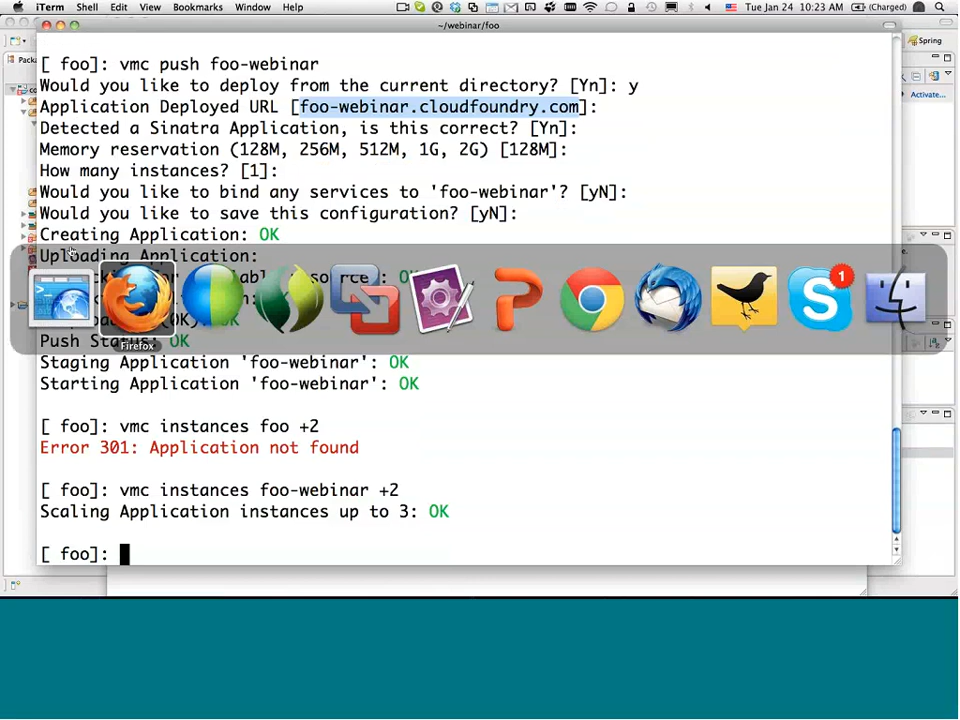 iTerm Shell Edit View Bookmarks Window Help Tue Jan 24 10:23 AM (Charged)
~/webinar/foo
Spring
Pack
Activate...
[ foo]: vmc push foo-webinar
Would you like to deploy from the current directory? [Yn]: y
Application Deployed URL [foo-webinar.cloudfoundry.com]:
Detected a Sinatra Application, is this correct? [Yn]:
Memory reservation (128M, 256M, 512M, 1G, 2G) [128M]:
How many instances? [1]:
Would you like to bind any services to 'foo-webinar'? [yN]:
Would you like to save this configuration? [yN]:
Creating Application: OK
Uploading Application:
1
Firefox
Push Status: OK
Staging Application 'foo-webinar': OK
Starting Application 'foo-webinar': OK
[ foo]: vmc instances foo +2
Error 301: Application not found
[ foo]: vmc instances foo-webinar +2
Scaling Application instances up to 3: OK
[ foo]: